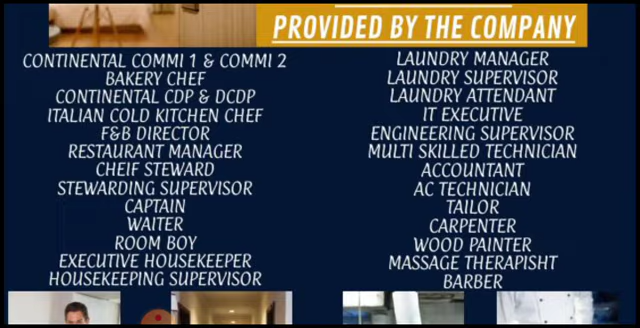 PROVIDED BY THE COMPANY
CONTINENTAL COMMI 1 & COMMI 2
BAKERY CHEF
CONTINENTAL CDP & DCDP
ITALIAN COLD KITCHEN CHEF
F&B DIRECTOR
RESTAURANT MANAGER
CHEIF STEWARD
STEWARDING SUPERVISOR
CAPTAIN
WAITER
ROOM BOY
EXECUTIVE HOUSEKEEPER
HOUSEKEEPING SUPERVISOR
LAUNDRY MANAGER
LAUNDRY SUPERVISOR
LAUNDRY ATTENDANT
IT EXECUTIVE
ENGINEERING SUPERVISOR
MULTI SKILLED TECHNICIAN
ACCOUNTANT
AC TECHNICIAN
TAILOR
CARPENTER
WOOD PAINTER
MASSAGE THERAPISHT
BARBER